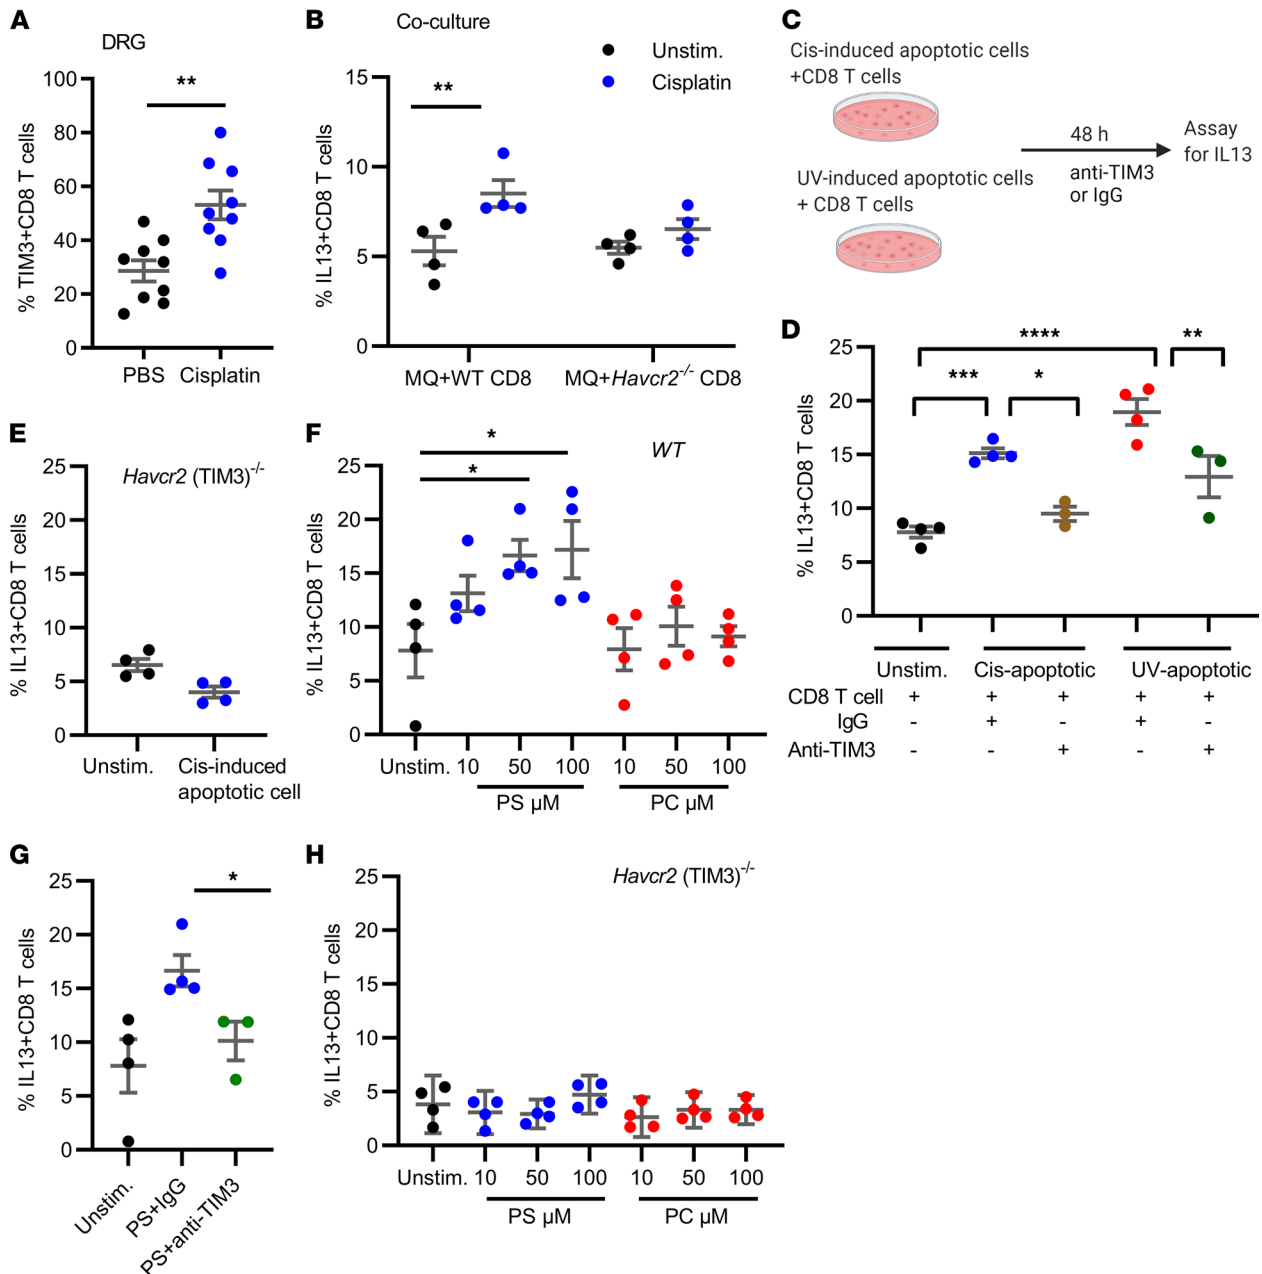 A
DRG
**
% TIM3+CD8 T cells
100
80
60
40
20
0
PBS Cisplatin
B
Co-culture
Unstim.
Cisplatin
**
% IL13+CD8 T cells
15
10
5
0
MQ+WT CD8 MQ+Havcr2-/- CD8
C
Cis-induced apoptotic cells
+CD8 T cells
UV-induced apoptotic cells
+ CD8 T cells
48 h
anti-TIM3
or IgG
Assay
for IL13
D
****
**
***
*
% IL13+CD8 T cells
25
20
15
10
5
0
Unstim. Cis-apoptotic UV-apoptotic
CD8 T cell + + + + +
IgG - + - + -
Anti-TIM3 - - + - +
E
Havcr2 (TIM3)-/-
% IL13+CD8 T cells
25
20
15
10
5
0
Unstim. Cis-induced
apoptotic cell
F
WT
*
*
% IL13+CD8 T cells
25
20
15
10
5
0
Unstim. 10 50 100 10 50 100
PS µM PC µM
G
*
% IL13+CD8 T cells
25
20
15
10
5
0
Unstim.
PS+IgG
PS+anti-TIM3
H
Havcr2 (TIM3)-/-
% IL13+CD8 T cells
25
20
15
10
5
0
Unstim. 10 50 100 10 50 100
PS µM PC µM